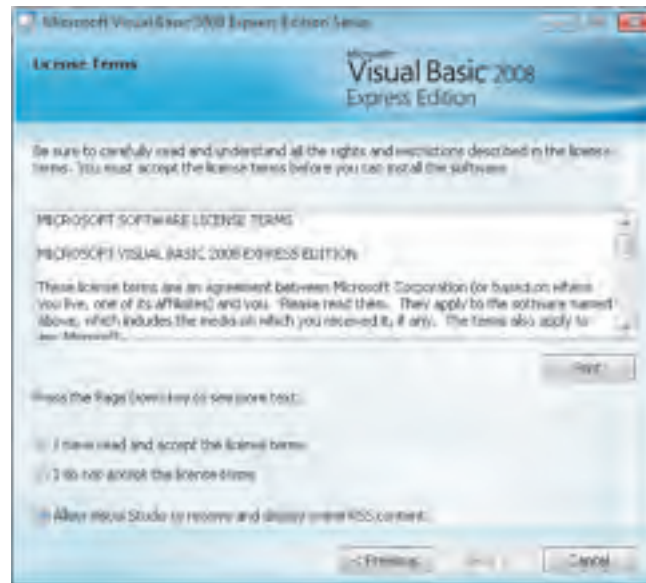 Microsoft Visual Basic 2008 Express Edition Setup
License Terms
Microsoft
Visual Basic 2008
Express Edition
Be sure to carefully read and understand all the rights and restrictions described in the license
terms. You must accept the license terms before you can install the software.
MICROSOFT SOFTWARE LICENSE TERMS
MICROSOFT VISUAL BASIC 2008 EXPRESS EDITION
These license terms are an agreement between Microsoft Corporation (or based on where
you live, one of its affiliates) and you. Please read them. They apply to the software named
above, which includes the media on which you received it, if any. The terms also apply to
any Microsoft
Print
Press the Page Down key to see more text.
I have read and accept the license terms
I do not accept the license terms
Allow Visual Studio to receive and display online RSS content.
< Previous
Next >
Cancel